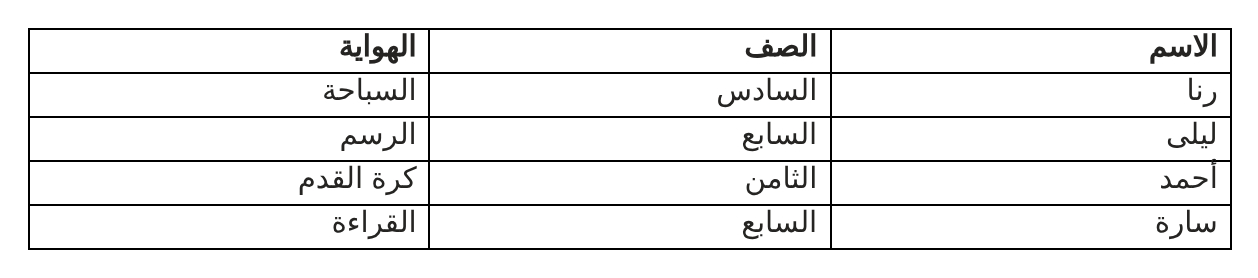 الاسم الصف الهواية
رنا السادس السباحة
ليلى السابع الرسم
أحمد الثامن كرة القدم
سارة السابع القراءة